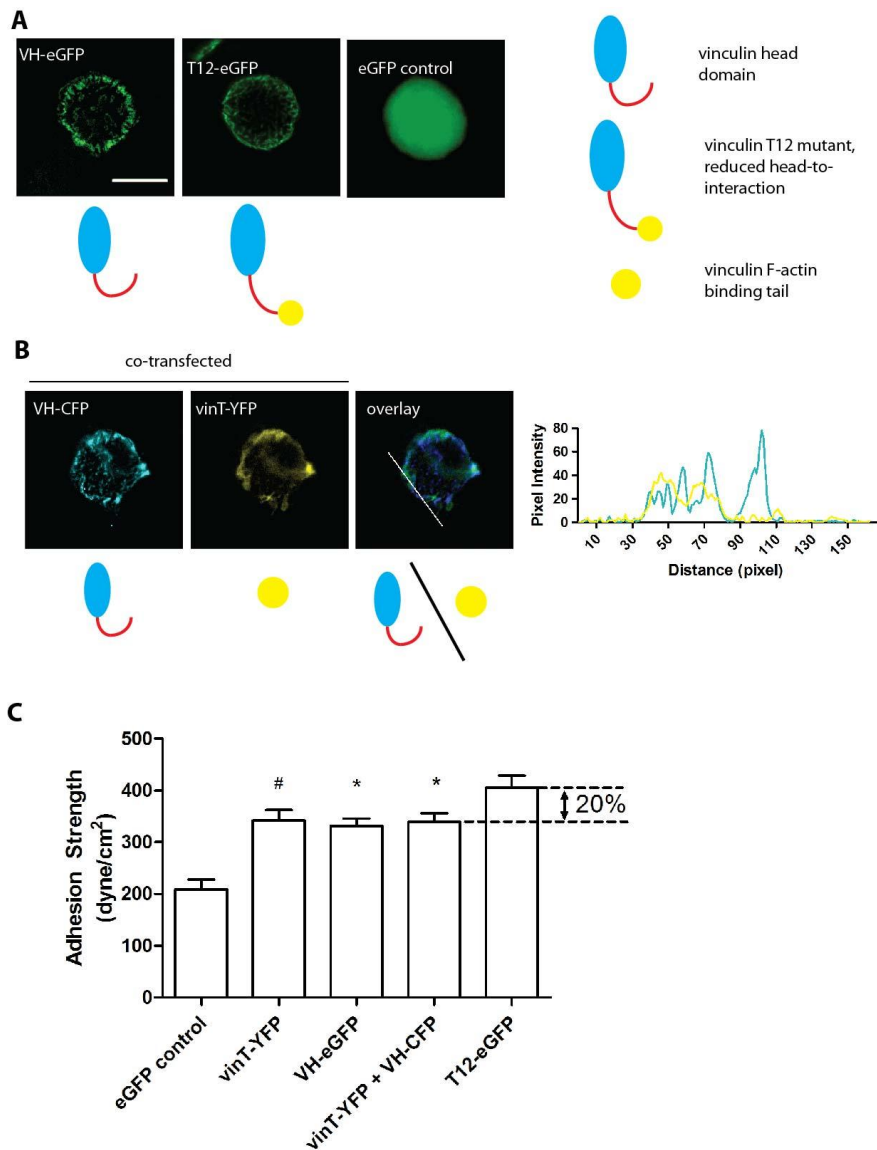 A
VH-eGFP
T12-eGFP
eGFP control
vinculin head
domain
vinculin T12 mutant,
reduced head-to-
interaction
vinculin F-actin
binding tail
B
co-transfected
VH-CFP
vinT-YFP
overlay
Pixel Intensity
80
60
40
20
0
10
30
50
70
90
110
130
150
Distance (pixel)
C
Adhesion Strength
(dyne/cm²)
500
400
300
200
100
0
#
*
*
20%
eGFP control
vinT-YFP
VH-eGFP
vinT-YFP + VH-CFP
T12-eGFP